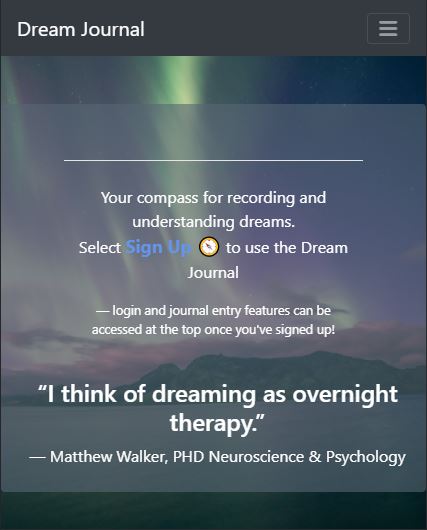 Dream Journal
Your compass for recording and
understanding dreams.
Select Sign Up 🧭 to use the Dream
Journal
— login and journal entry features can be
accessed at the top once you've signed up!
“I think of dreaming as overnight
therapy.”
— Matthew Walker, PHD Neuroscience & Psychology